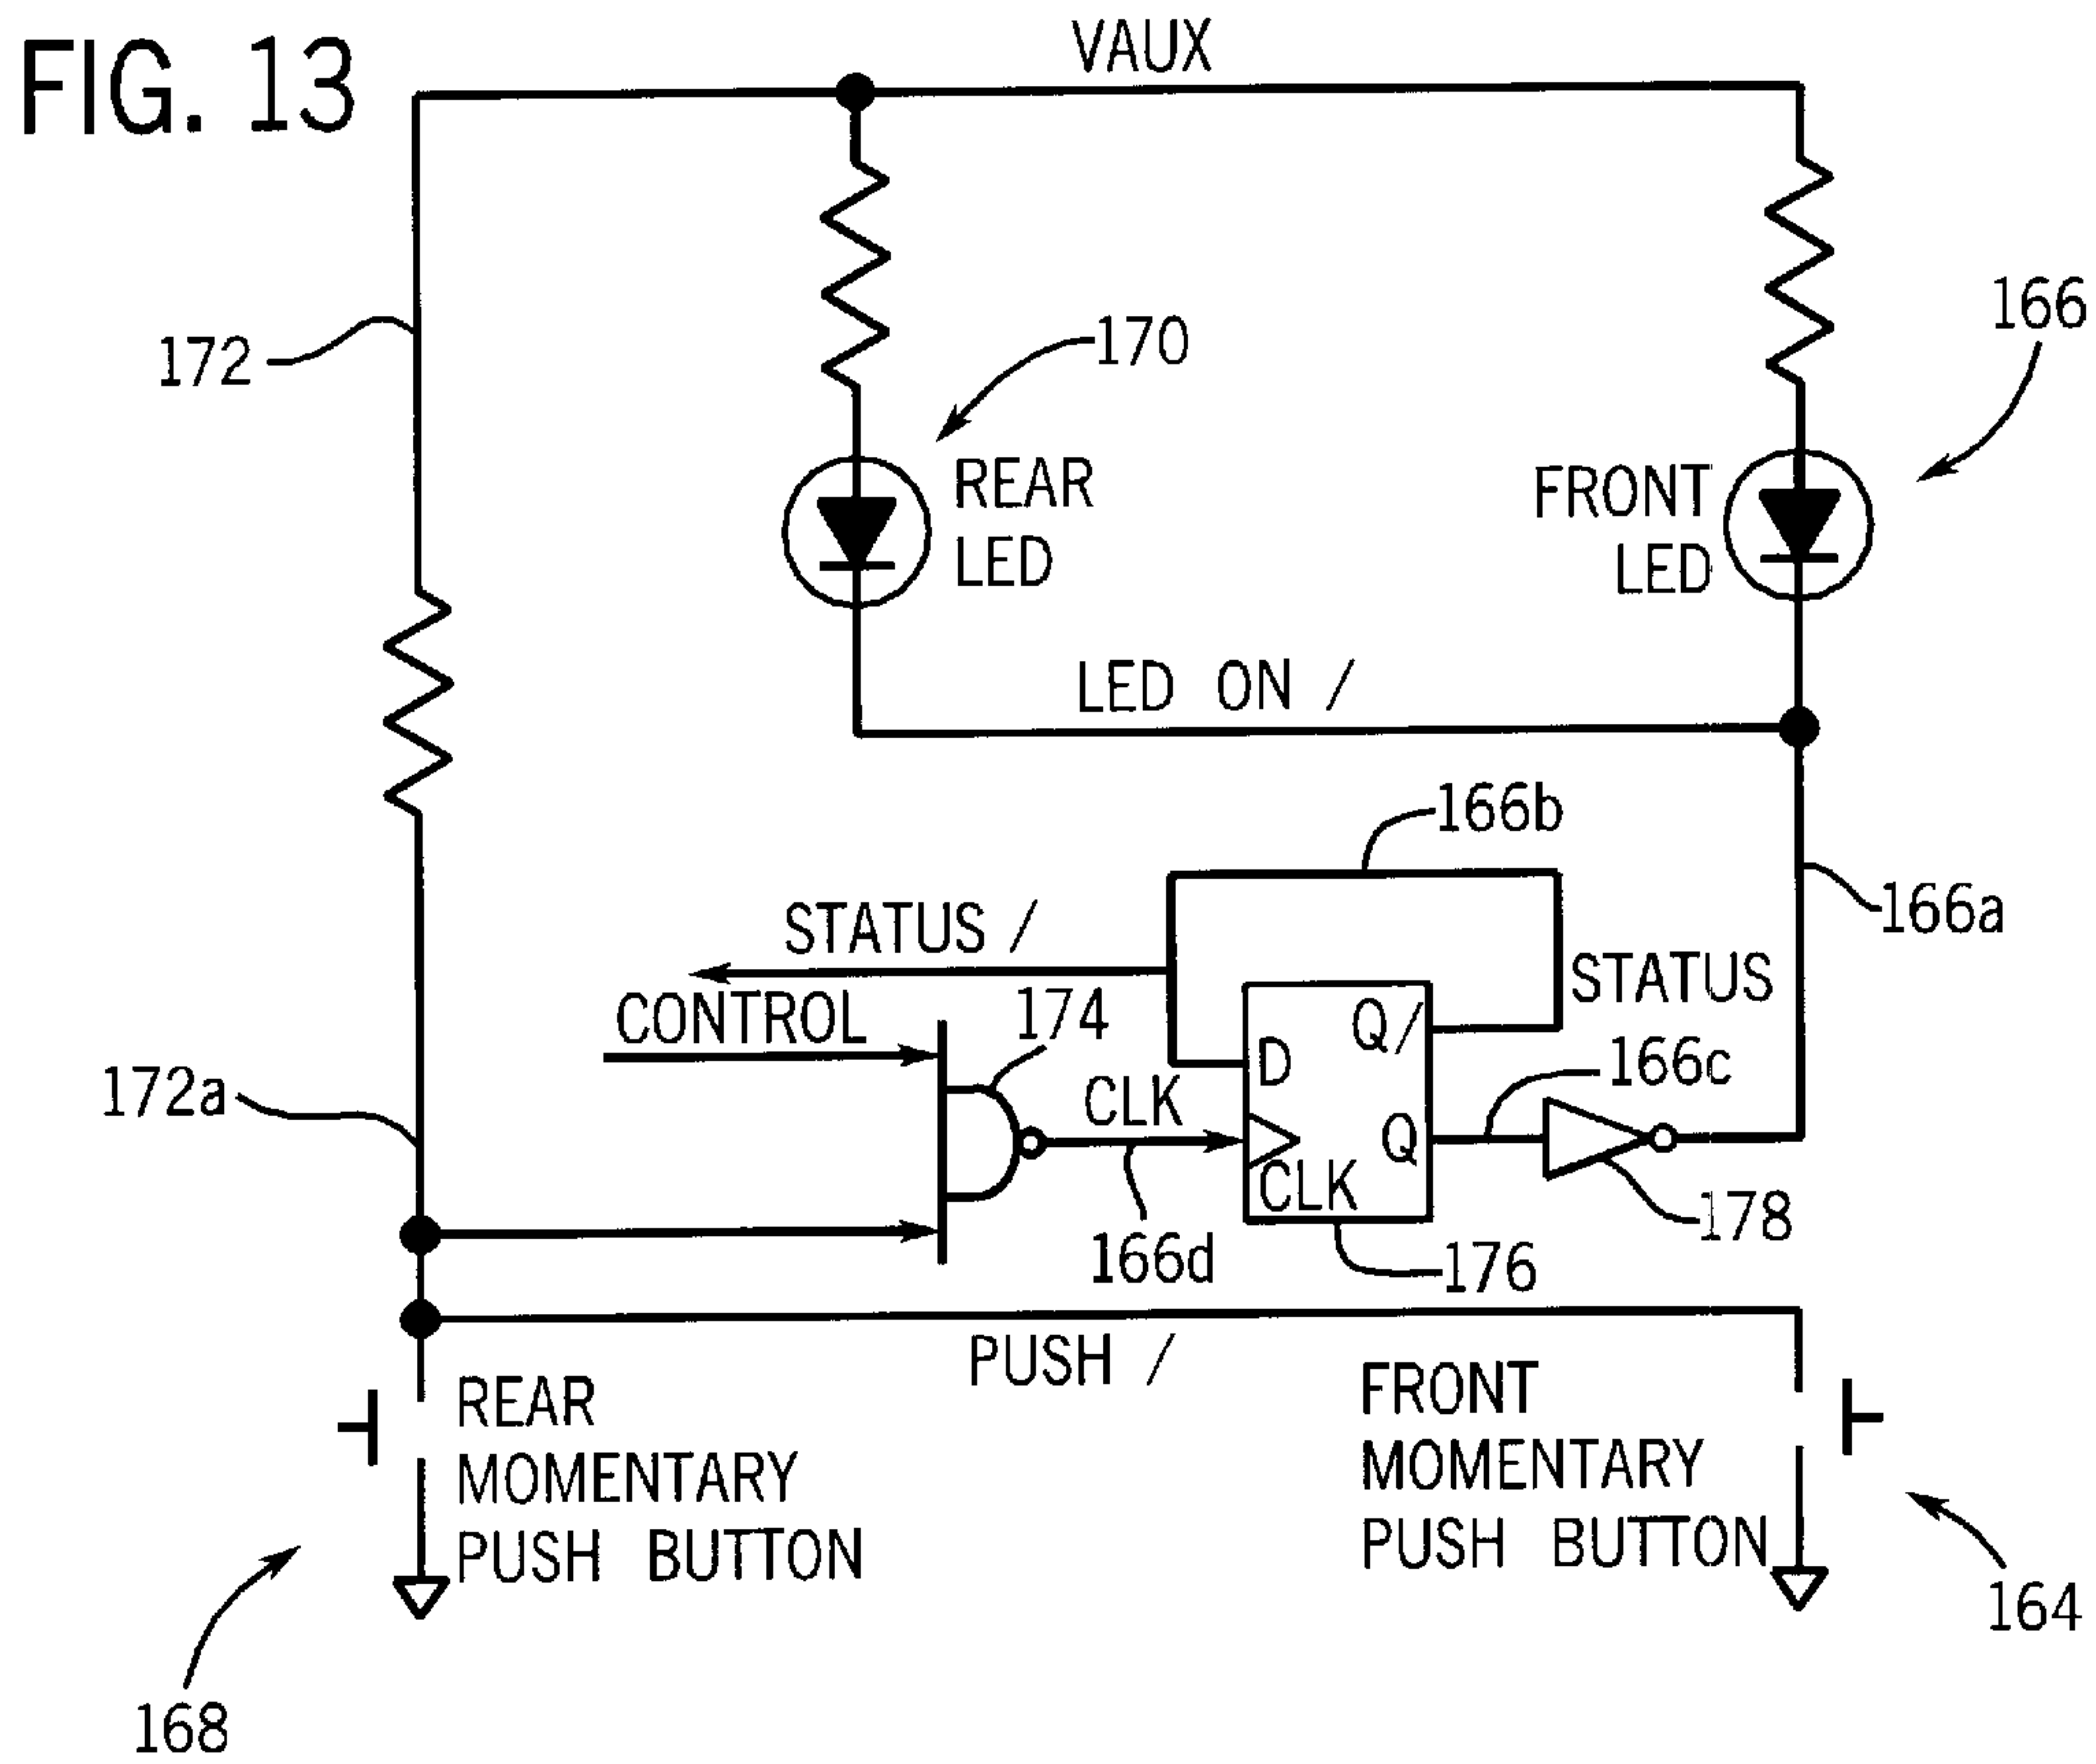 FIG. 13
VAUX
166
170
172
REAR
LED
FRONT
LED
LED ON /
166b
166a
STATUS /
STATUS
CONTROL
174
Q/
D
166c
172a
CLK
Q
CLK
178
166d
176
PUSH /
REAR
MOMENTARY
PUSH BUTTON
FRONT
MOMENTARY
PUSH BUTTON
164
168